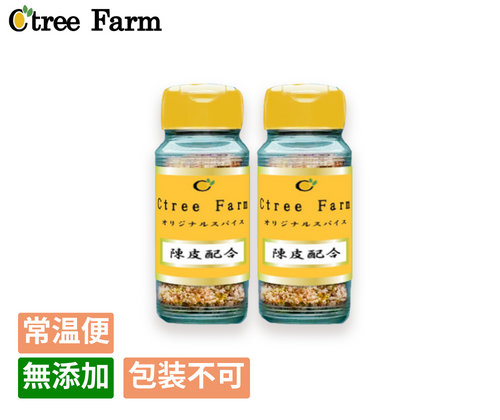 Ctree Farm
Ctree Farm
オリジナルスパイス
陳皮配合
Ctree Farm
オリジナルスパイス
陳皮配合
常温便
無添加
包装不可